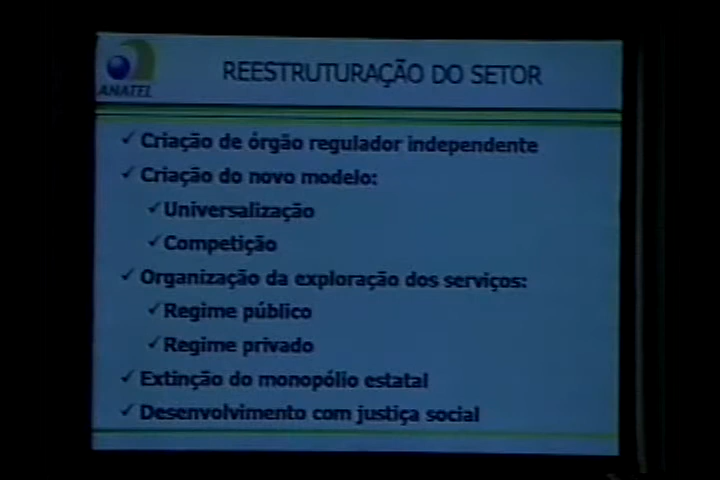 ANATEL
REESTRUTURAÇÃO DO SETOR
✓ Criação de órgão regulador independente
✓ Criação do novo modelo:
✓ Universalização
✓ Competição
✓ Organização da exploração dos serviços:
✓ Regime público
✓ Regime privado
✓ Extinção do monopólio estatal
✓ Desenvolvimento com justiça social